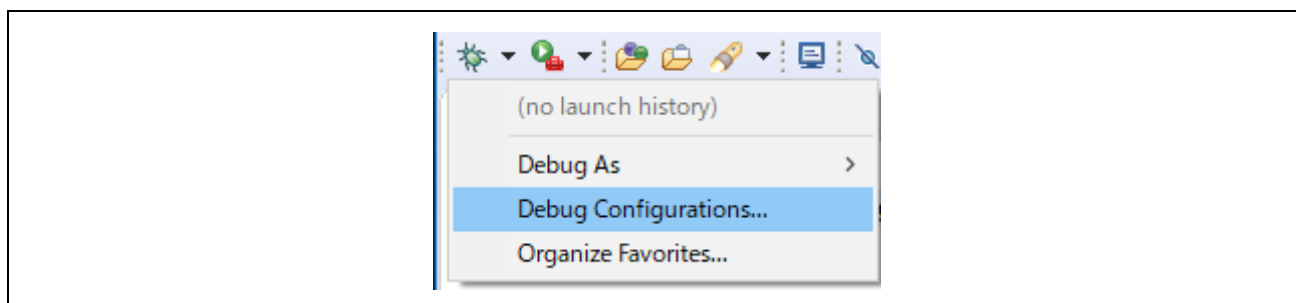 (no launch history)
Debug As
Debug Configurations...
Organize Favorites...